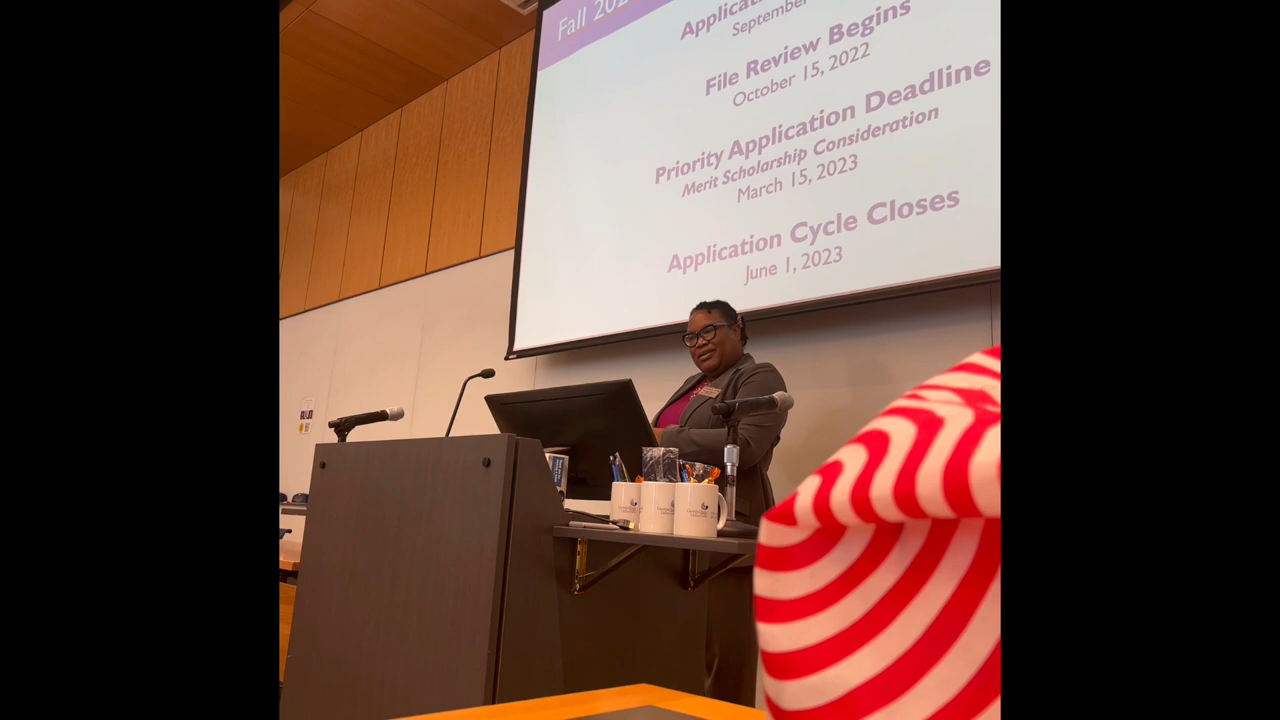 Fall 202
Applicat
September
File Review Begins
October 15, 2022
Priority Application Deadline
Merit Scholarship Consideration
March 15, 2023
Application Cycle Closes
June 1, 2023